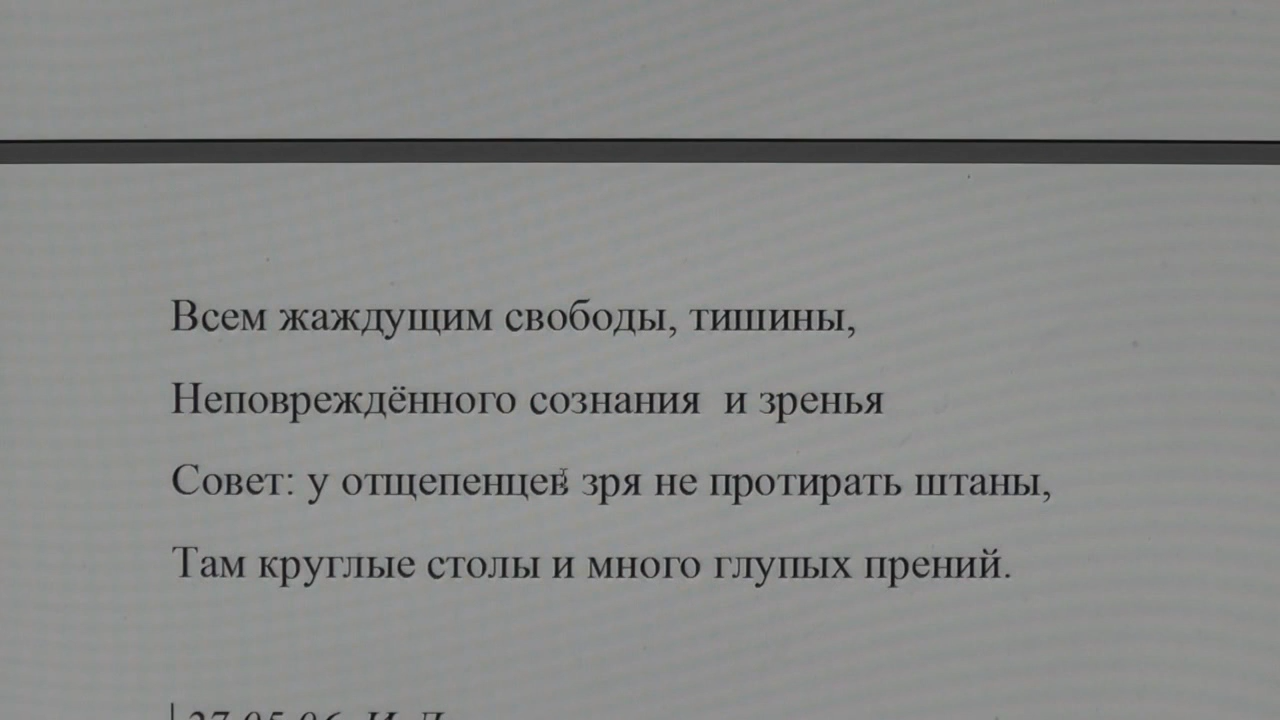 Всем жаждущим свободы, тишины,
Неповреждённого сознания и зренья
Совет: у отщепенцев зря не протирать штаны,
Там круглые столы и много глупых прений.